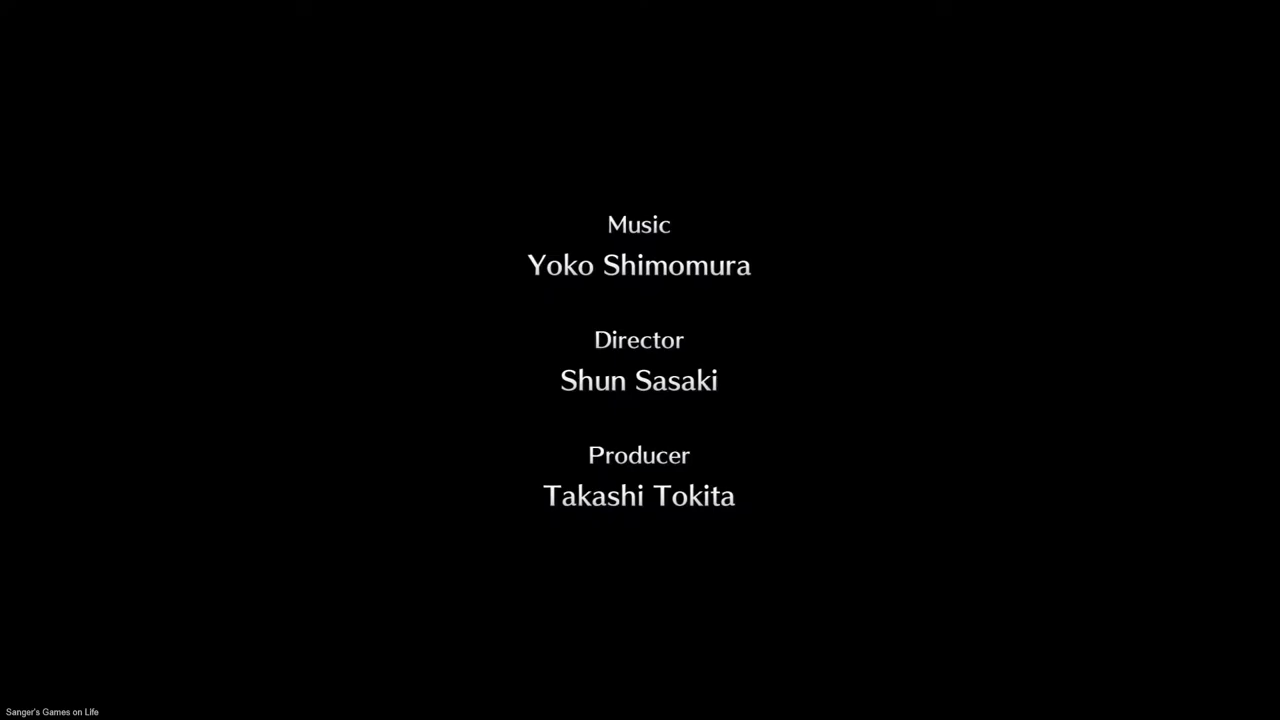 Music
Yoko Shimomura
Director
Shun Sasaki
Producer
Takashi Tokita
Sanger's Games on Life